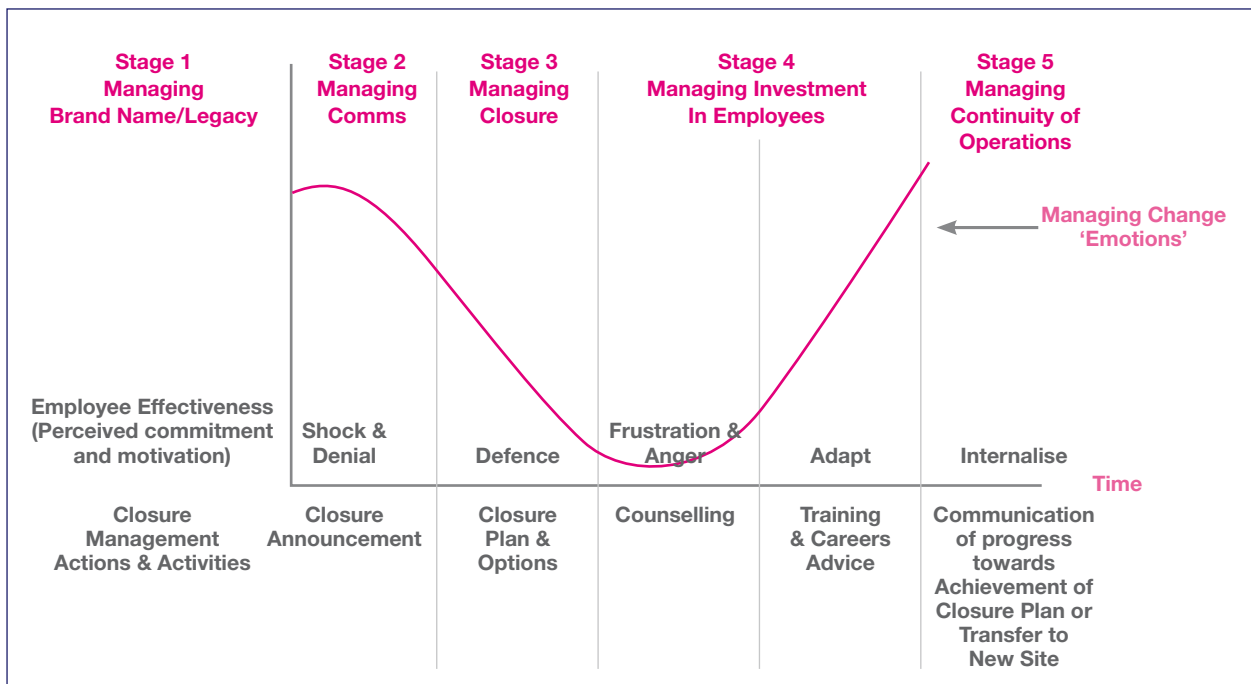 Stage 1
Managing
Brand Name/Legacy
Stage 2
Managing
Comms
Stage 3
Managing
Closure
Stage 4
Managing Investment
In Employees
Stage 5
Managing
Continuity of
Operations
Managing Change
‘Emotions’
Employee Effectiveness
(Perceived commitment
and motivation)
Shock &
Denial
Defence
Frustration &
Anger
Adapt
Internalise
Time
Closure
Management
Actions & Activities
Closure
Announcement
Closure
Plan &
Options
Counselling
Training
& Careers
Advice
Communication
of progress
towards
Achievement of
Closure Plan or
Transfer to
New Site